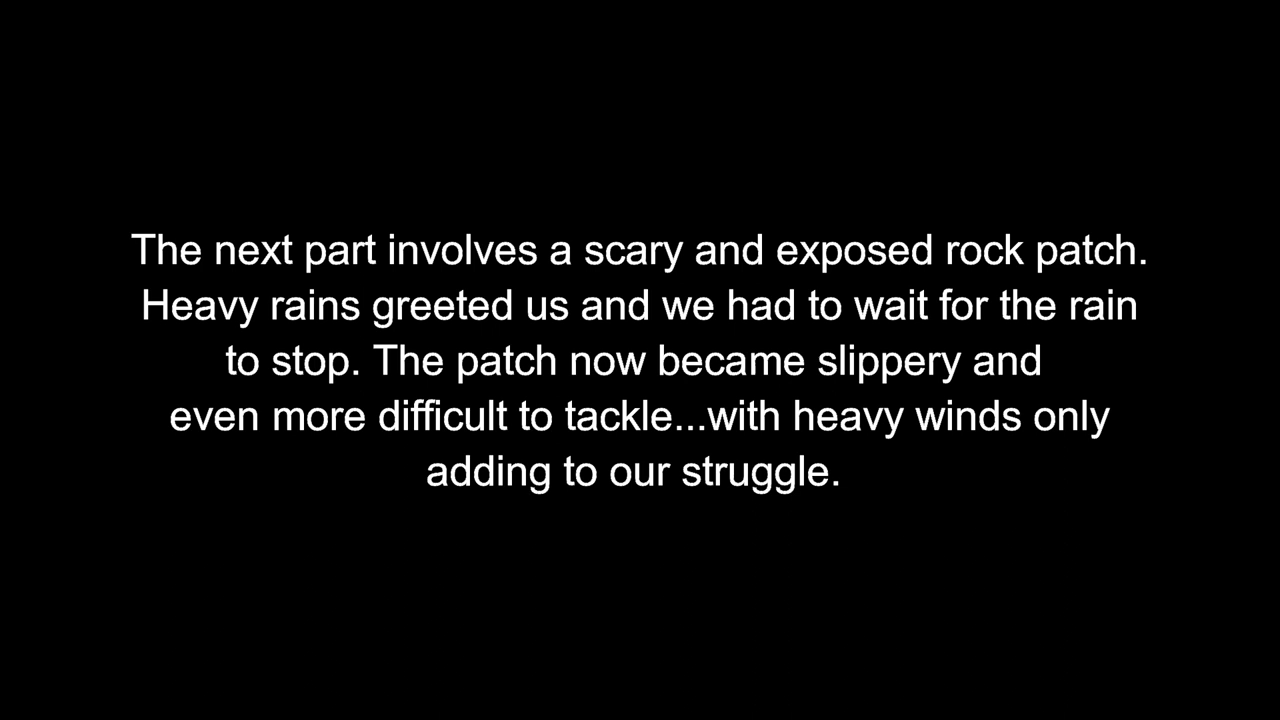 The next part involves a scary and exposed rock patch.
Heavy rains greeted us and we had to wait for the rain
to stop. The patch now became slippery and
even more difficult to tackle...with heavy winds only
adding to our struggle.